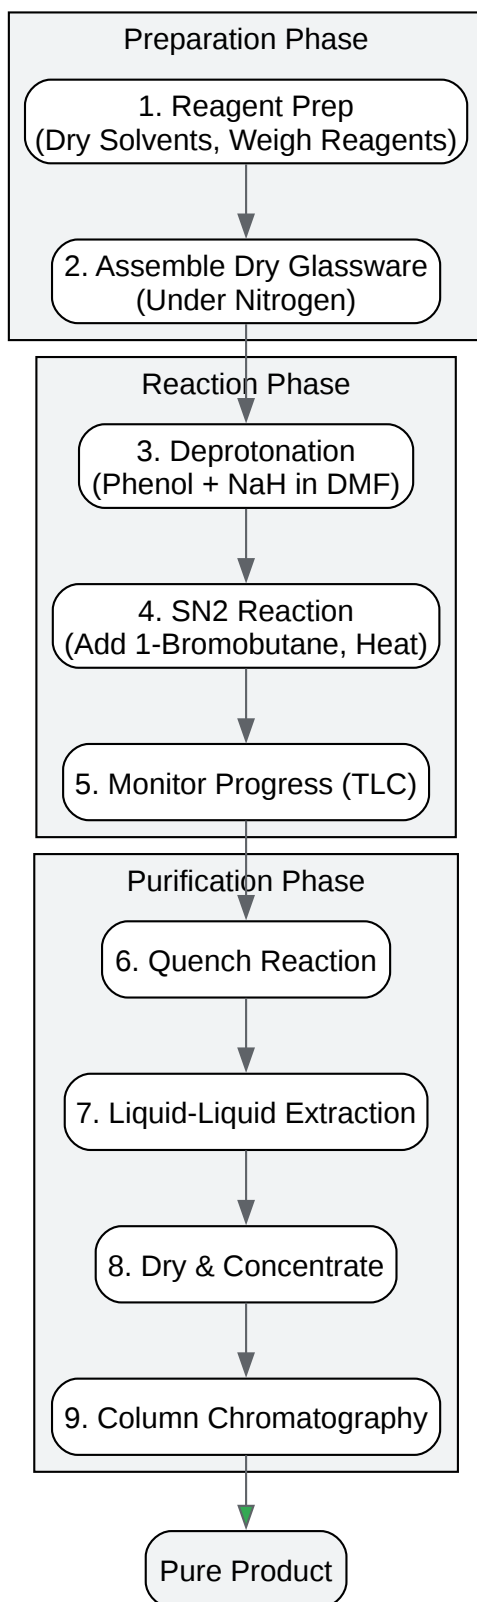 Preparation Phase
1. Reagent Prep
(Dry Solvents, Weigh Reagents)
2. Assemble Dry Glassware
(Under Nitrogen)
Reaction Phase
3. Deprotonation
(Phenol + NaH in DMF)
4. SN2 Reaction
(Add 1-Bromobutane, Heat)
5. Monitor Progress (TLC)
Purification Phase
6. Quench Reaction
7. Liquid-Liquid Extraction
8. Dry & Concentrate
9. Column Chromatography
Pure Product